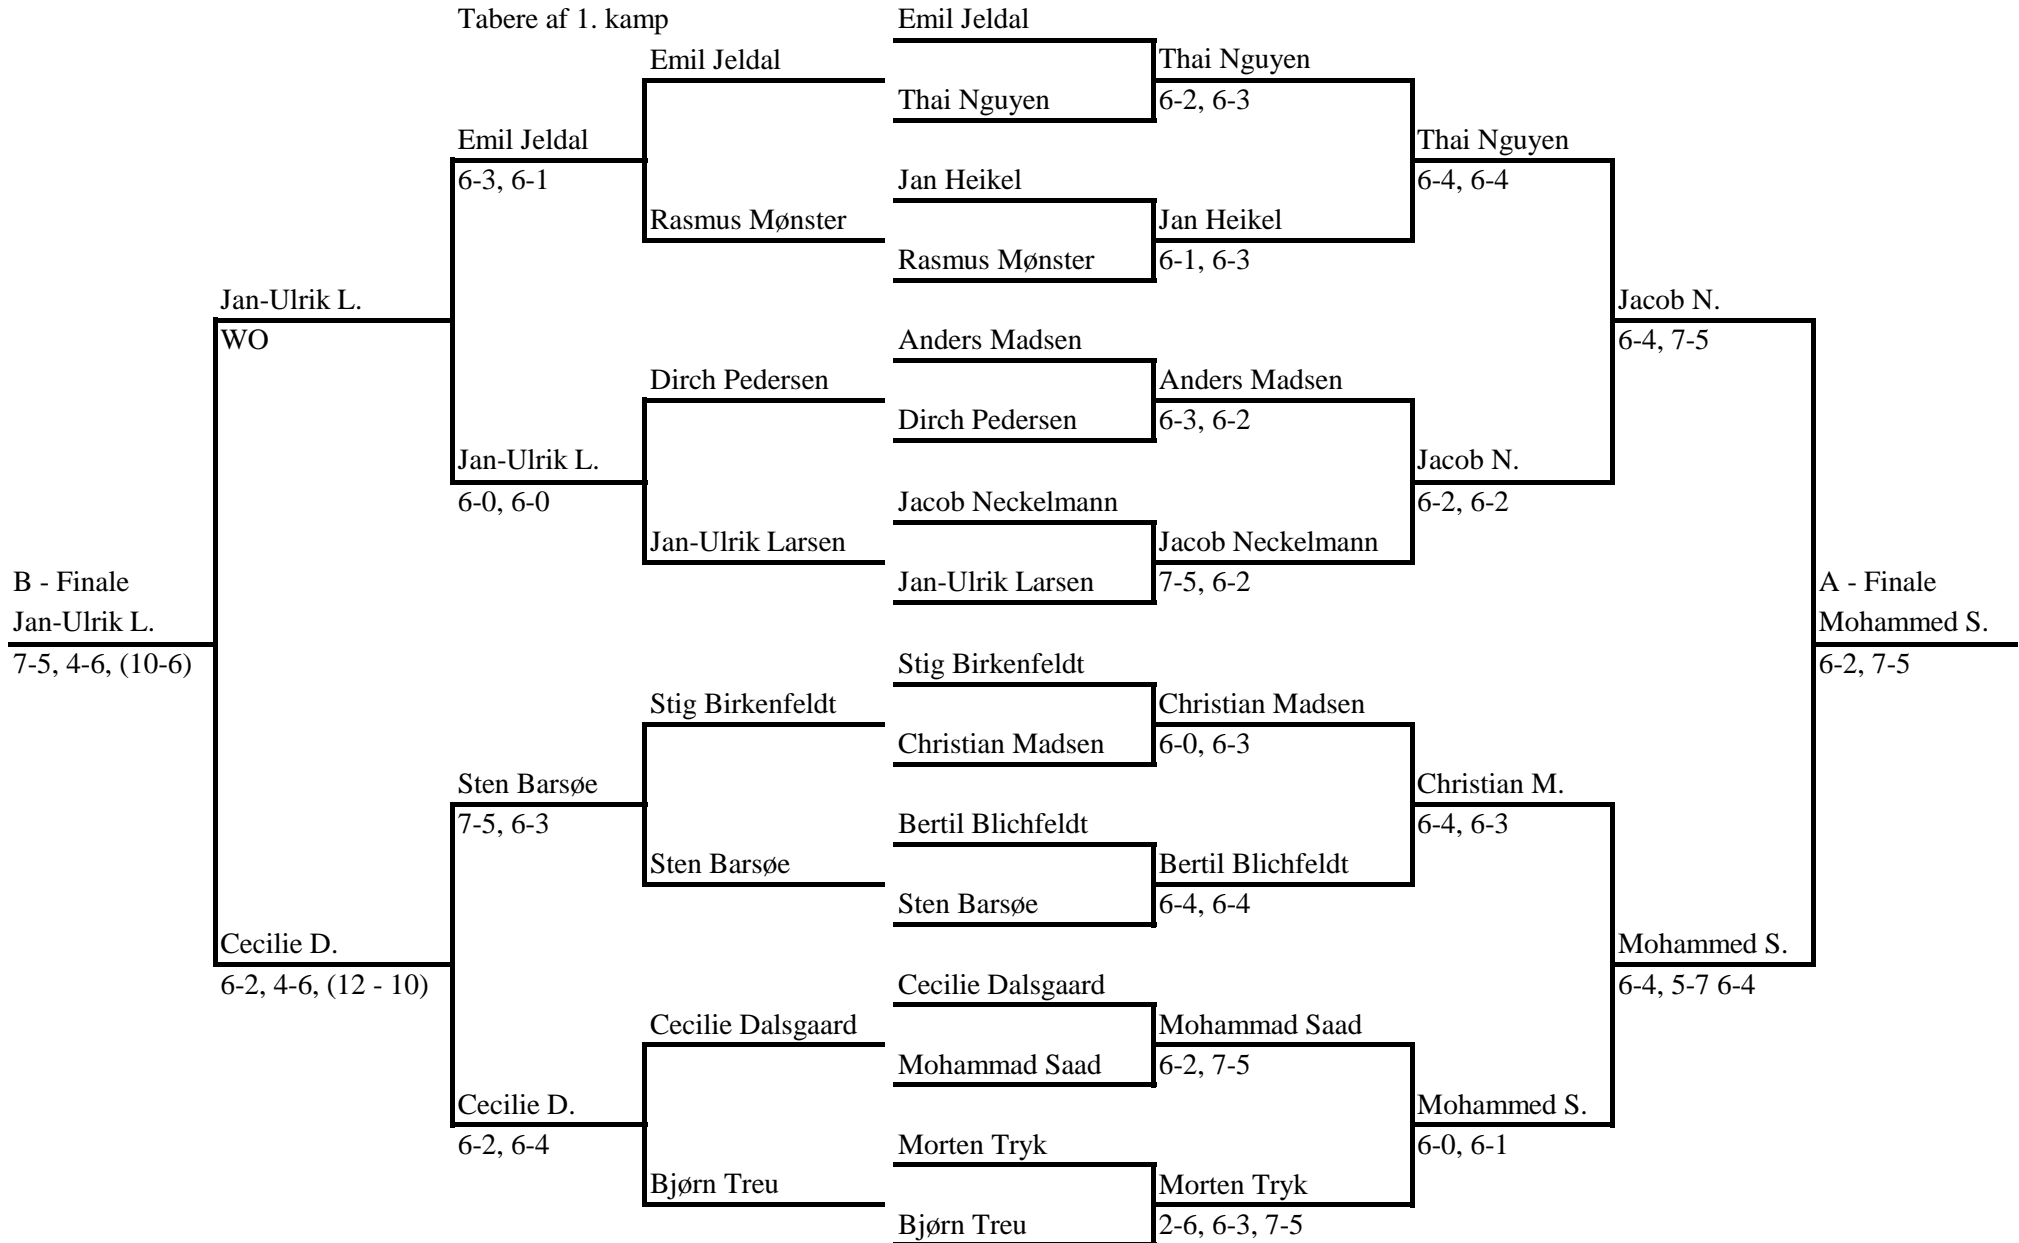 Tabere af 1. kamp
Emil Jeldal
Emil Jeldal
Thai Nguyen
Thai Nguyen
6-2, 6-3
Emil Jeldal
Thai Nguyen
6-3, 6-1
Jan Heikel
6-4, 6-4
Rasmus Mønster
Jan Heikel
Rasmus Mønster
6-1, 6-3
Jan-Ulrik L.
Jacob N.
WO
Anders Madsen
6-4, 7-5
Dirch Pedersen
Anders Madsen
Dirch Pedersen
6-3, 6-2
Jan-Ulrik L.
Jacob N.
6-0, 6-0
Jacob Neckelmann
6-2, 6-2
Jan-Ulrik Larsen
Jacob Neckelmann
B - Finale
Jan-Ulrik Larsen
7-5, 6-2
A - Finale
Jan-Ulrik L.
Mohammed S.
7-5, 4-6, (10-6)
Stig Birkenfeldt
6-2, 7-5
Stig Birkenfeldt
Christian Madsen
Christian Madsen
6-0, 6-3
Sten Barsøe
Christian M.
7-5, 6-3
Bertil Blichfeldt
6-4, 6-3
Sten Barsøe
Bertil Blichfeldt
Sten Barsøe
6-4, 6-4
Cecilie D.
Mohammed S.
6-2, 4-6, (12 - 10)
Cecilie Dalsgaard
6-4, 5-7 6-4
Cecilie Dalsgaard
Mohammad Saad
Mohammad Saad
6-2, 7-5
Cecilie D.
Mohammed S.
6-2, 6-4
Morten Tryk
6-0, 6-1
Bjørn Treu
Morten Tryk
Bjørn Treu
2-6, 6-3, 7-5